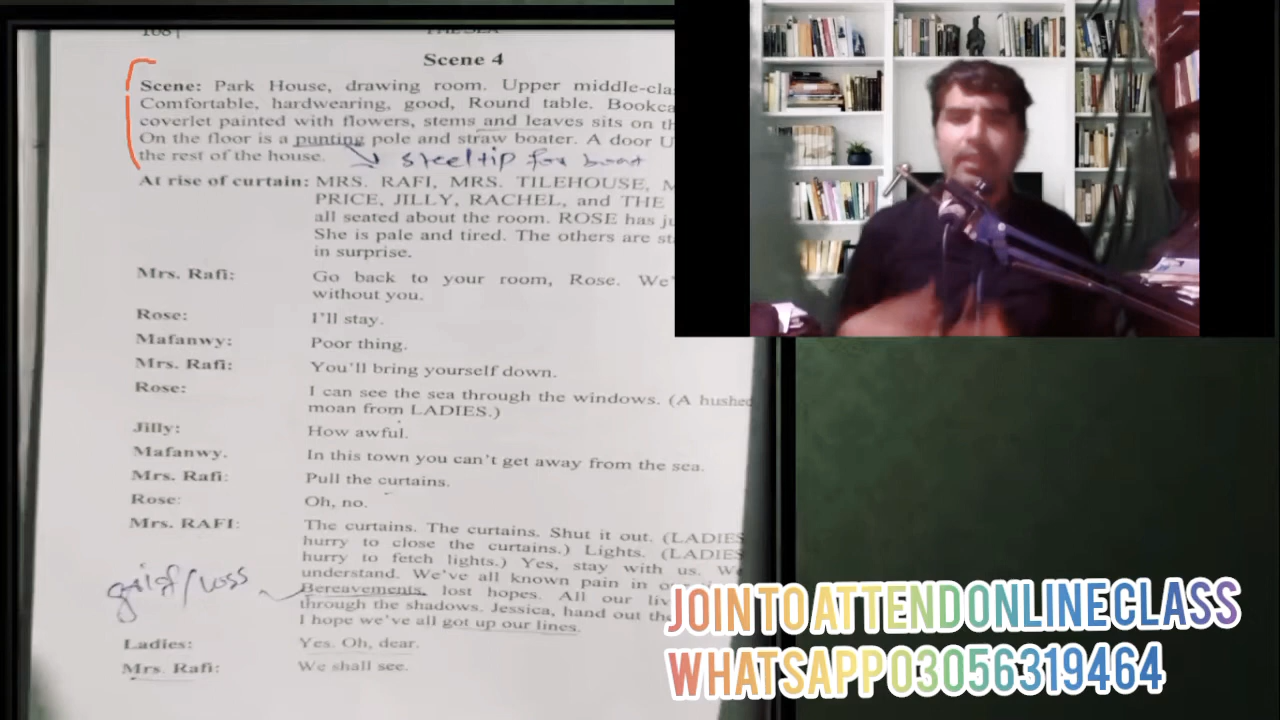 168|
THE SEA
Scene 4
Scene: Park House, drawing room. Upper middle-clas
Comfortable, hardwearing, good, Round table. Bookca
coverlet painted with flowers, stems and leaves sits on th
On the floor is a punting pole and straw boater. A door U
the rest of the house.
steel tip for boat
At rise of curtain: MRS. RAFI, MRS. TILEHOUSE, M
PRICE, JILLY, RACHEL, and THE
all seated about the room. ROSE has ju
She is pale and tired. The others are st
in surprise.
Mrs. Rafi: Go back to your room, Rose. We'
without you.
Rose: I'll stay.
Mafanwy: Poor thing.
Mrs. Rafi: You'll bring yourself down.
Rose: I can see the sea through the windows. (A hushed
moan from LADIES.)
Jilly: How awful.
Mafanwy. In this town you can't get away from the sea.
Mrs. Rafi: Pull the curtains.
Rose: Oh, no.
Mrs. RAFI: The curtains. The curtains. Shut it out. (LADIES
hurry to close the curtains.) Lights. (LADIES
hurry to fetch lights.) Yes, stay with us. We
understand. We've all known pain in o
grief/loss
Bereavements, lost hopes. All our liv
through the shadows. Jessica, hand out th
I hope we've all got up our lines.
Ladies: Yes. Oh, dear.
Mrs. Rafi: We shall see.
JOIN TO ATTEND ONLINE CLASS
WHATSAPP 03056319464